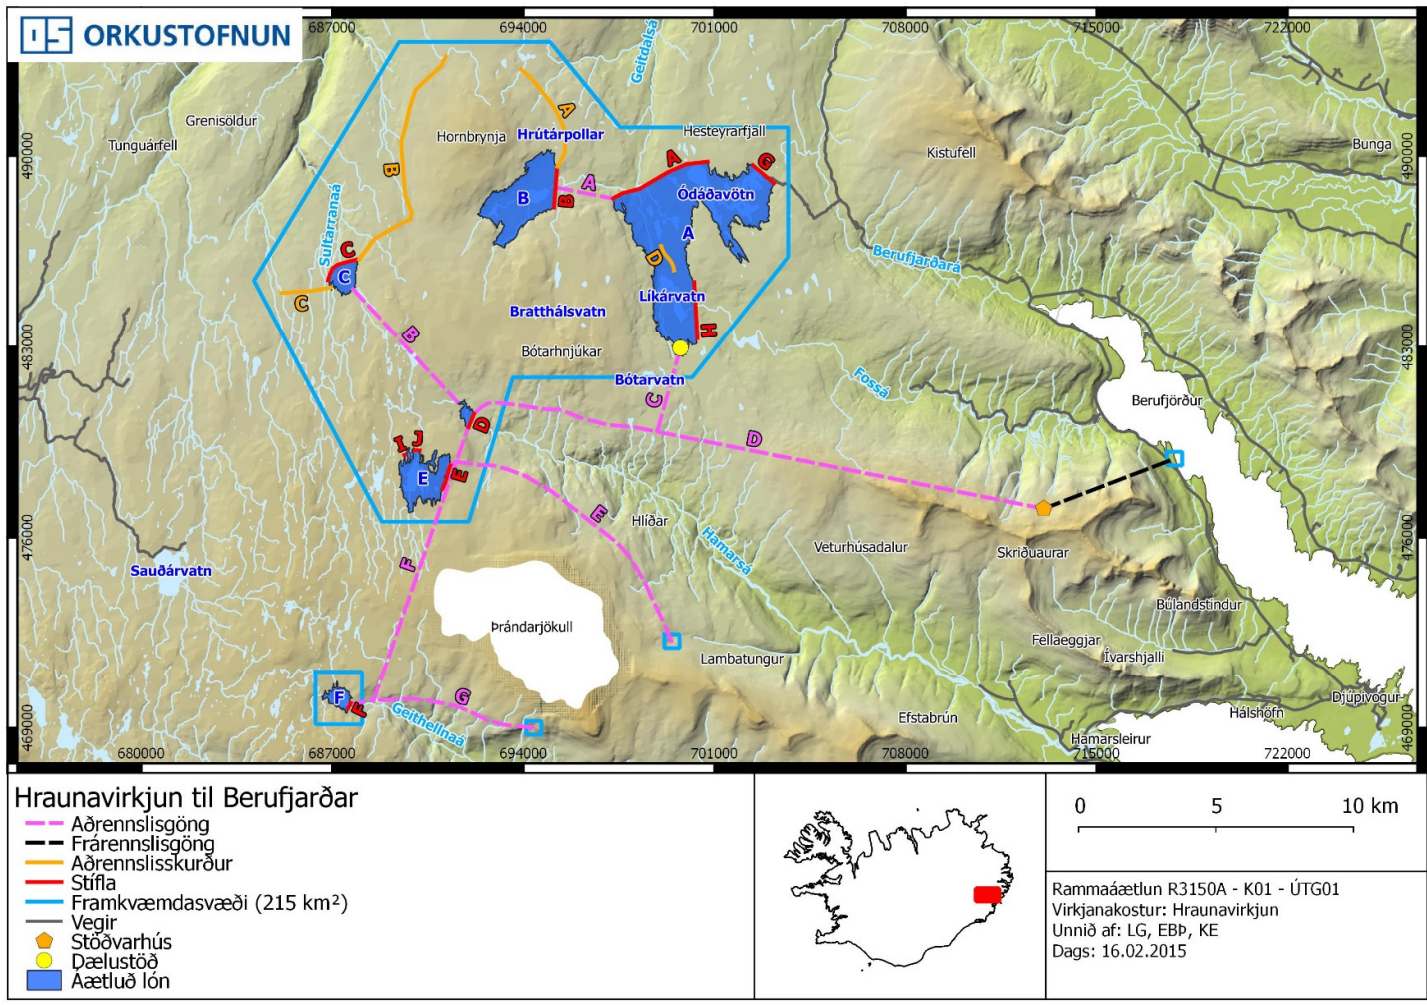 ORKUSTOFNUN
687000
694000
701000
708000
715000
722000
Geitdalsá
Grenisöldur
Tunguárfell
Hornbrynja
Hrútárpollar
Hesteyrarfjall
Kistufell
Bunga
490000
490000
A
B
A
A
G
B
B
Ódáðavötn
A
Sultarranaá
C
C
C
D
Líkárvatn
H
Berufjarðará
Bratthálsvatn
B
Bótarhnjúkar
483000
483000
Bótarvatn
C
Fossá
Berufjörður
D
D
I
J
E
E
E
Hlíðar
Hamarsá
Veturhúsadalur
Skriðuaurar
476000
476000
F
Sauðárvatn
Þrándarjökull
Búlandstindur
Lambatungur
Fellaeggjar
Ívarshjalli
F
F
G
Geithellnaá
Efstabrún
Djúpivogur
Hálshöfn
Hamarsleirur
469000
469000
680000
687000
694000
701000
708000
715000
722000
Hraunavirkjun til Berufjarðar
Aðrennslisgöng
Frárennslisgöng
Aðrennslisskurður
Stífla
Framkvæmdasvæði (215 km²)
Vegir
Stöðvarhús
Dælustöð
Áætluð lón
0 5 10 km
Rammaáætlun R3150A - K01 - ÚTG01
Virkjanakostur: Hraunavirkjun
Unnið af: LG, EBÞ, KE
Dags: 16.02.2015